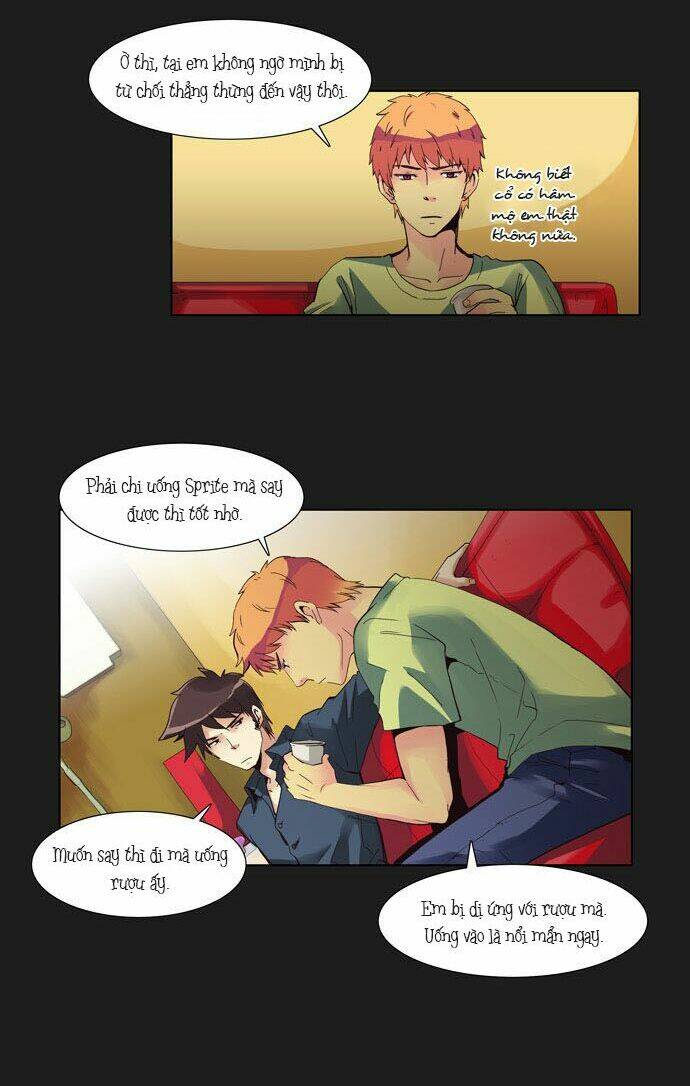 Ờ thì, tại em không ngờ mình bị
từ chối thẳng thừng đến vậy thôi.
Không biết
cổ có hâm
mộ em thật
không nữa.
Phải chi uống Sprite mà say
được thì tốt nhờ.
Muốn say thì đi mà uống
rượu ấy.
Em bị dị ứng với rượu mà.
Uống vào là nổi mẩn ngay.